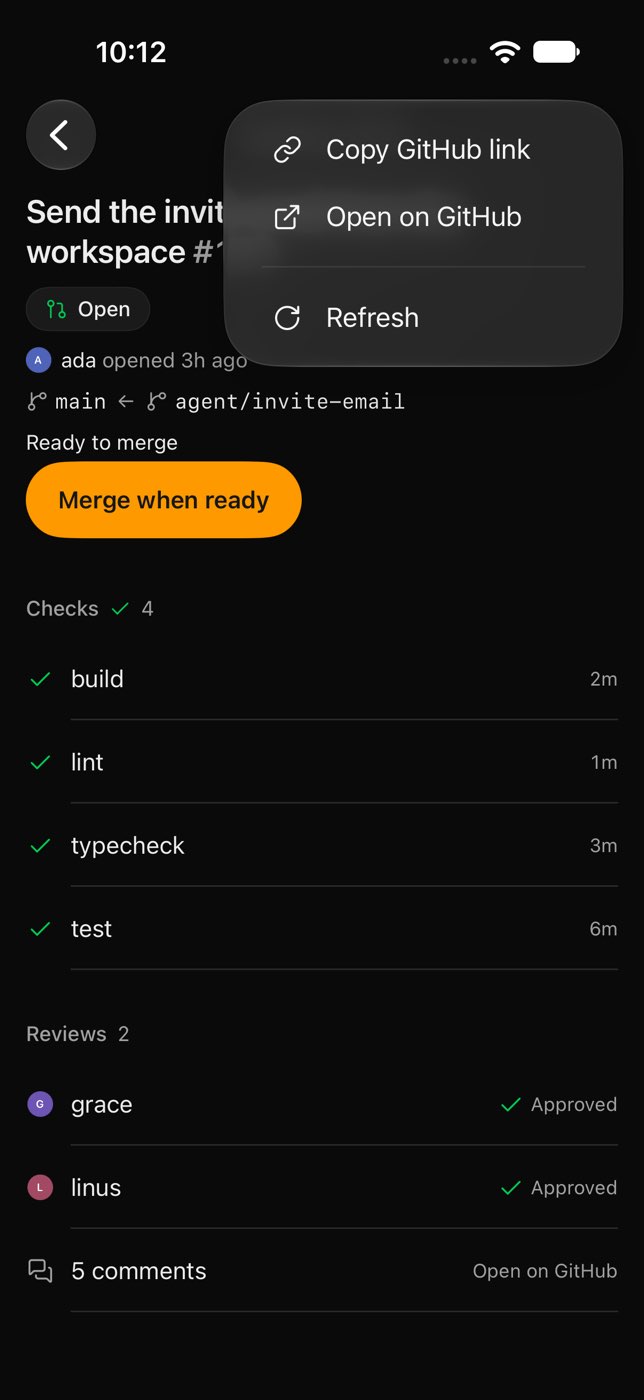 10:12
Copy GitHub link
Open on GitHub
Refresh
Send the invit
workspace #
Open
A ada opened 3h ago
main ← agent/invite-email
Ready to merge
Merge when ready
Checks ✓ 4
build 2m
lint 1m
typecheck 3m
test 6m
Reviews 2
G grace Approved
L linus Approved
5 comments Open on GitHub